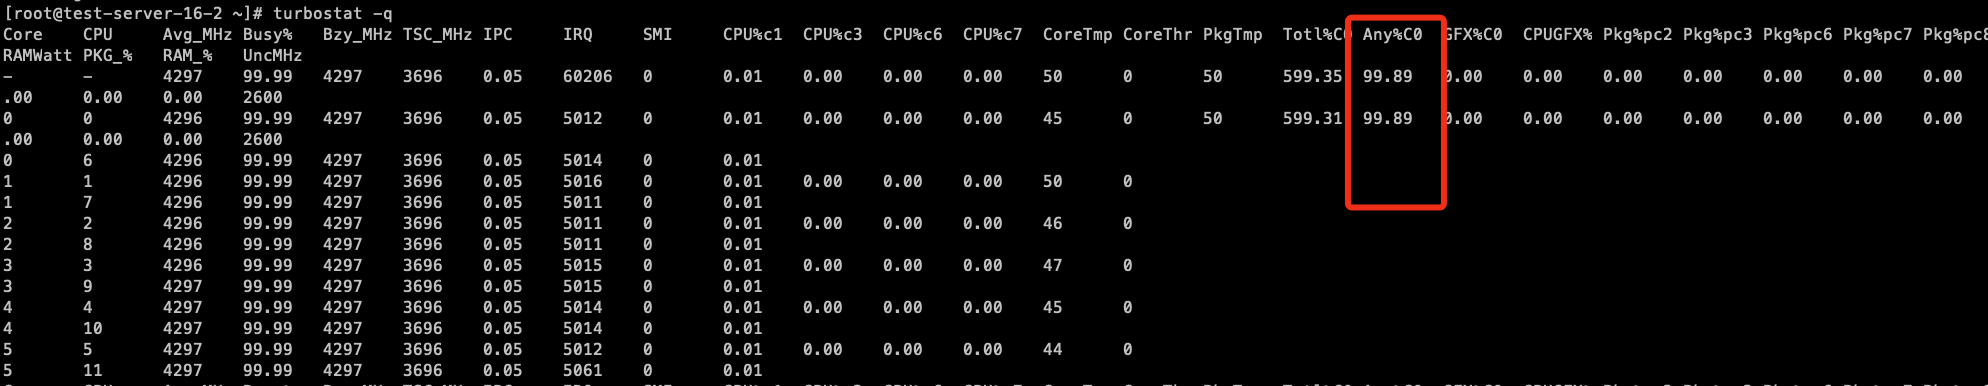 [root@test-server-16-2 ~]# turbostat -q
Core CPU Avg_MHz Busy% Bzy_MHz TSC_MHz IPC IRQ SMI CPU%c1 CPU%c3 CPU%c6 CPU%c7 CoreTmp CoreThr PkgTmp Totl%C0 Any%C0 GFX%C0 CPUGFX% Pkg%pc2 Pkg%pc3 Pkg%pc6 Pkg%pc7 Pkg%pc8
RAMWatt PKG_% RAM_% UncMHz
- - 4297 99.99 4297 3696 0.05 60206 0 0.01 0.00 0.00 0.00 50 0 50 599.35 99.89 0.00 0.00 0.00 0.00 0.00 0.00 0.00
.00 0.00 0.00 2600
0 0 4296 99.99 4297 3696 0.05 5012 0 0.01 0.00 0.00 0.00 45 0 50 599.31 99.89 0.00 0.00 0.00 0.00 0.00 0.00 0.00
.00 0.00 0.00 2600
0 6 4296 99.99 4297 3696 0.05 5014 0 0.01
1 1 4296 99.99 4297 3696 0.05 5016 0 0.01 0.00 0.00 0.00 50 0
1 7 4296 99.99 4297 3696 0.05 5011 0 0.01
2 2 4296 99.99 4297 3696 0.05 5011 0 0.01 0.00 0.00 0.00 46 0
2 8 4296 99.99 4297 3696 0.05 5011 0 0.01
3 3 4296 99.99 4297 3696 0.05 5015 0 0.01 0.00 0.00 0.00 47 0
3 9 4297 99.99 4297 3696 0.05 5015 0 0.01
4 4 4297 99.99 4297 3696 0.05 5014 0 0.01 0.00 0.00 0.00 45 0
4 10 4297 99.99 4297 3696 0.05 5014 0 0.01
5 5 4297 99.99 4297 3696 0.05 5012 0 0.01 0.00 0.00 0.00 44 0
5 11 4297 99.99 4297 3696 0.05 5061 0 0.01